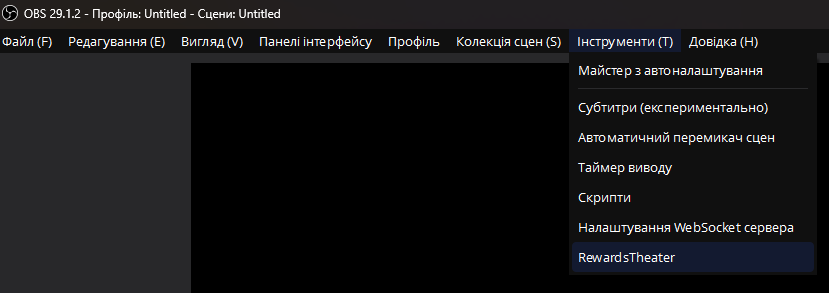 OBS 29.1.2 - Профіль: Untitled - Сцени: Untitled
Файл (F) Редагування (E) Вигляд (V) Панелі інтерфейсу Профіль Колекція сцен (S) Інструменти (T) Довідка (H)
Майстер з автоналаштування
Субтитри (експериментально)
Автоматичний перемикач сцен
Таймер виводу
Скрипти
Налаштування WebSocket сервера
RewardsTheater